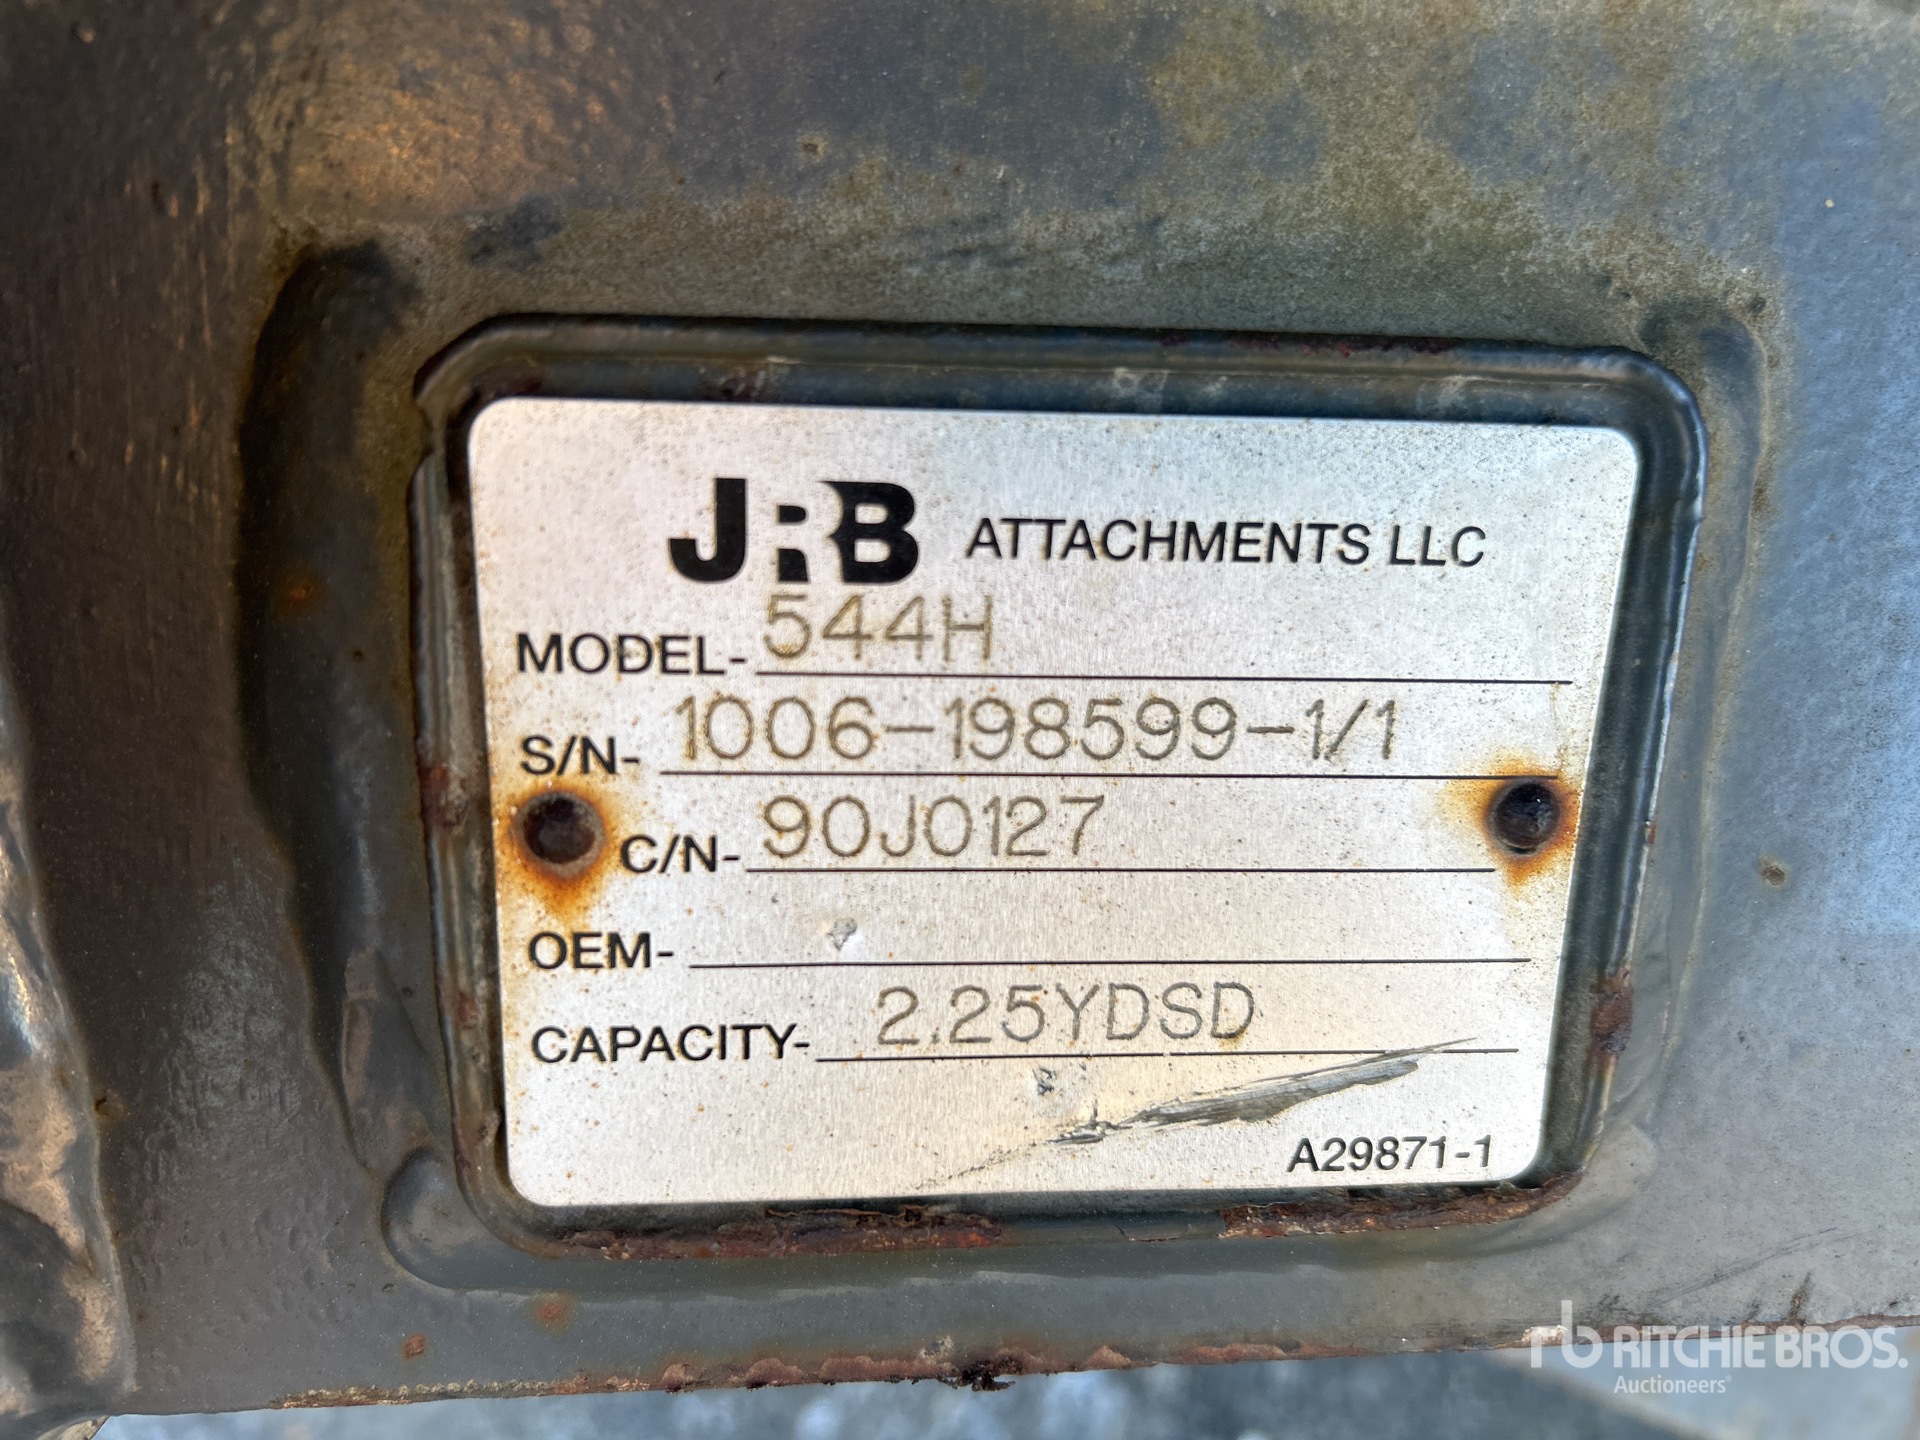 JRB ATTACHMENTS LLC
MODEL- 544H
S/N- 1006-198599-1/1
C/N- 90J0127
OEM-
CAPACITY- 2.25YDSD
A29871-1
rb RITCHIE BROS.
Auctioneers